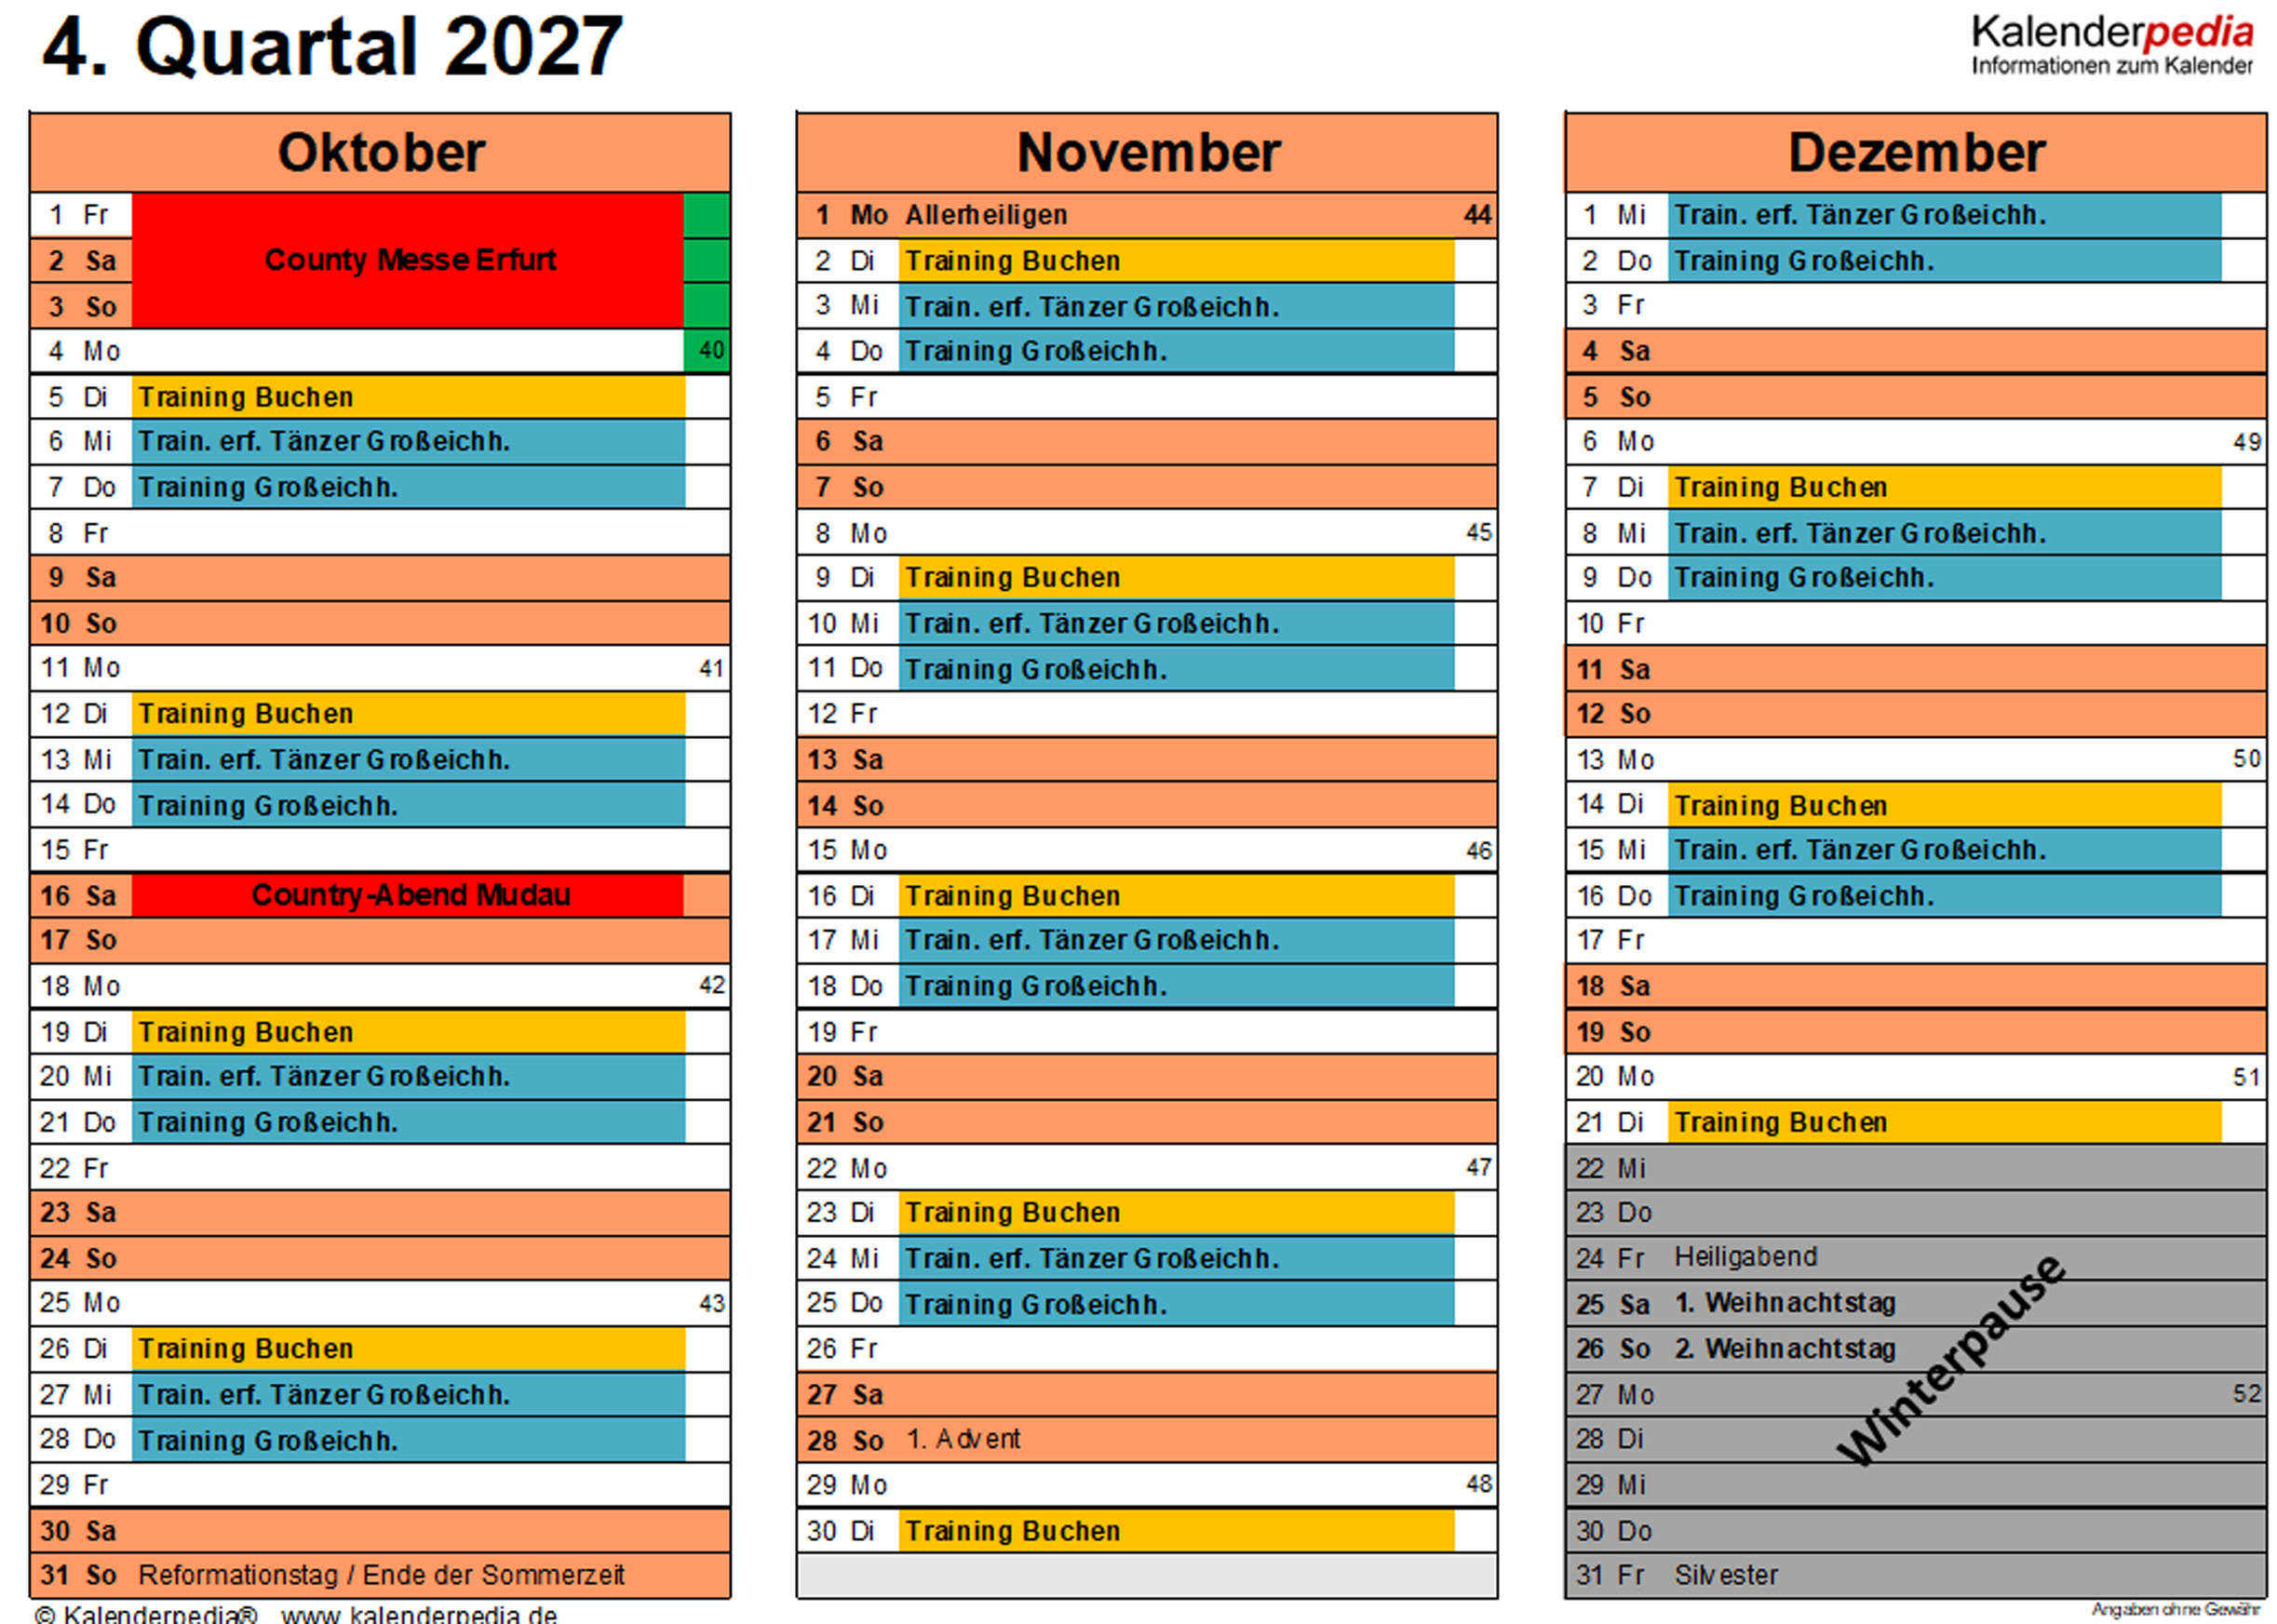 4. Quartal 2027
Kalenderpedia
Informationen zum Kalender
Oktober
1 Fr
2 Sa County Messe Erfurt
3 So
4 Mo 40
5 Di Training Buchen
6 Mi Train. erf. Tänzer Großeichh.
7 Do Training Großeichh.
8 Fr
9 Sa
10 So
11 Mo 41
12 Di Training Buchen
13 Mi Train. erf. Tänzer Großeichh.
14 Do Training Großeichh.
15 Fr
16 Sa Country-Abend Mudau
17 So
18 Mo 42
19 Di Training Buchen
20 Mi Train. erf. Tänzer Großeichh.
21 Do Training Großeichh.
22 Fr
23 Sa
24 So
25 Mo 43
26 Di Training Buchen
27 Mi Train. erf. Tänzer Großeichh.
28 Do Training Großeichh.
29 Fr
30 Sa
31 So Reformationstag / Ende der Sommerzeit
November
1 Mo Allerheiligen 44
2 Di Training Buchen
3 Mi Train. erf. Tänzer Großeichh.
4 Do Training Großeichh.
5 Fr
6 Sa
7 So
8 Mo 45
9 Di Training Buchen
10 Mi Train. erf. Tänzer Großeichh.
11 Do Training Großeichh.
12 Fr
13 Sa
14 So
15 Mo 46
16 Di Training Buchen
17 Mi Train. erf. Tänzer Großeichh.
18 Do Training Großeichh.
19 Fr
20 Sa
21 So
22 Mo 47
23 Di Training Buchen
24 Mi Train. erf. Tänzer Großeichh.
25 Do Training Großeichh.
26 Fr
27 Sa
28 So 1. Advent
29 Mo 48
30 Di Training Buchen
Dezember
1 Mi Train. erf. Tänzer Großeichh.
2 Do Training Großeichh.
3 Fr
4 Sa
5 So
6 Mo 49
7 Di Training Buchen
8 Mi Train. erf. Tänzer Großeichh.
9 Do Training Großeichh.
10 Fr
11 Sa
12 So
13 Mo 50
14 Di Training Buchen
15 Mi Train. erf. Tänzer Großeichh.
16 Do Training Großeichh.
17 Fr
18 Sa
19 So
20 Mo 51
21 Di Training Buchen
22 Mi
23 Do
24 Fr Heiligabend
25 Sa 1. Weihnachtstag
26 So 2. Weihnachtstag
27 Mo 52
28 Di
29 Mi
30 Do
31 Fr Silvester
Winterpause
© Kalenderpedia® www.kalenderpedia.de
Angaben ohne Gewähr